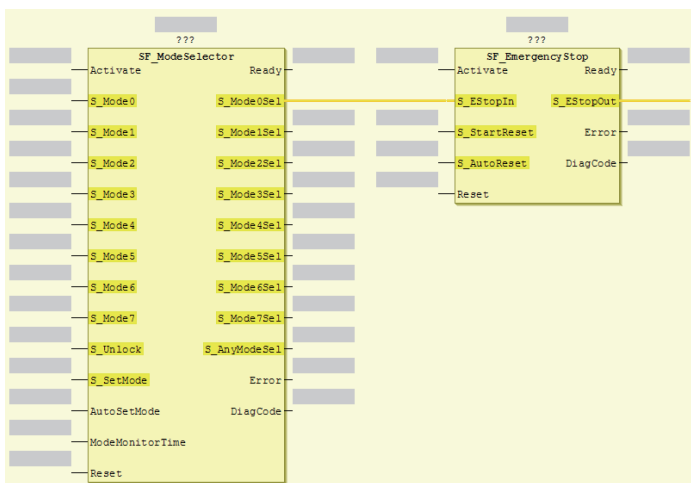 ???
SF_ModeSelector
Activate Ready
S_Mode0 S_Mode0Sel
S_Mode1 S_Mode1Sel
S_Mode2 S_Mode2Sel
S_Mode3 S_Mode3Sel
S_Mode4 S_Mode4Sel
S_Mode5 S_Mode5Sel
S_Mode6 S_Mode6Sel
S_Mode7 S_Mode7Sel
S_Unlock S_AnyModeSel
S_SetMode Error
AutoSetMode DiagCode
ModeMonitorTime
Reset
???
SF_EmergencyStop
Activate Ready
S_EStopIn S_EStopOut
S_StartReset Error
S_AutoReset DiagCode
Reset